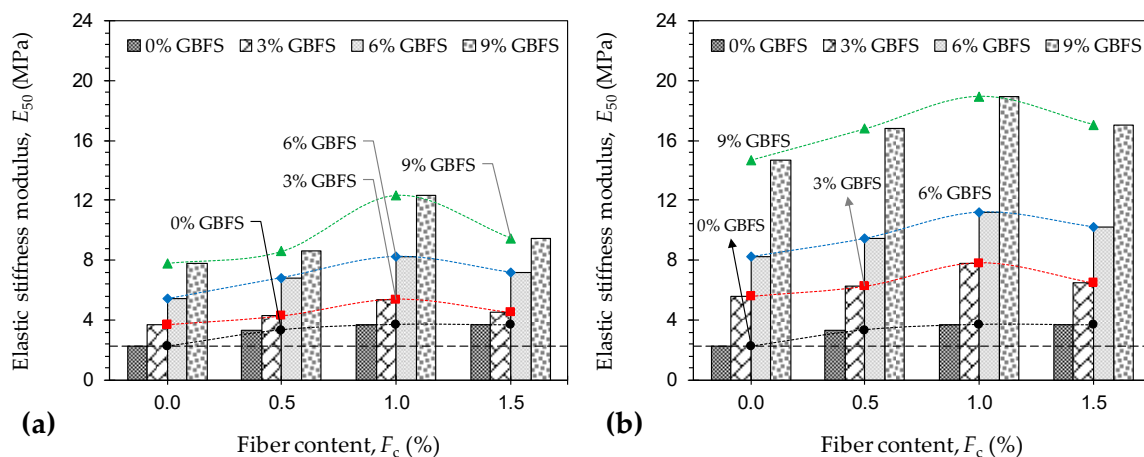 Elastic stiffness modulus, E50 (MPa)
24
20
16
12
8
4
0
0% GBFS 3% GBFS 6% GBFS 9% GBFS
6% GBFS
3% GBFS
9% GBFS
0% GBFS
0.0 0.5 1.0 1.5
(a)
Fiber content, Fc (%)
Elastic stiffness modulus, E50 (MPa)
24
20
16
12
8
4
0
0% GBFS 3% GBFS 6% GBFS 9% GBFS
9% GBFS
3% GBFS
6% GBFS
0% GBFS
0.0 0.5 1.0 1.5
(b)
Fiber content, Fc (%)